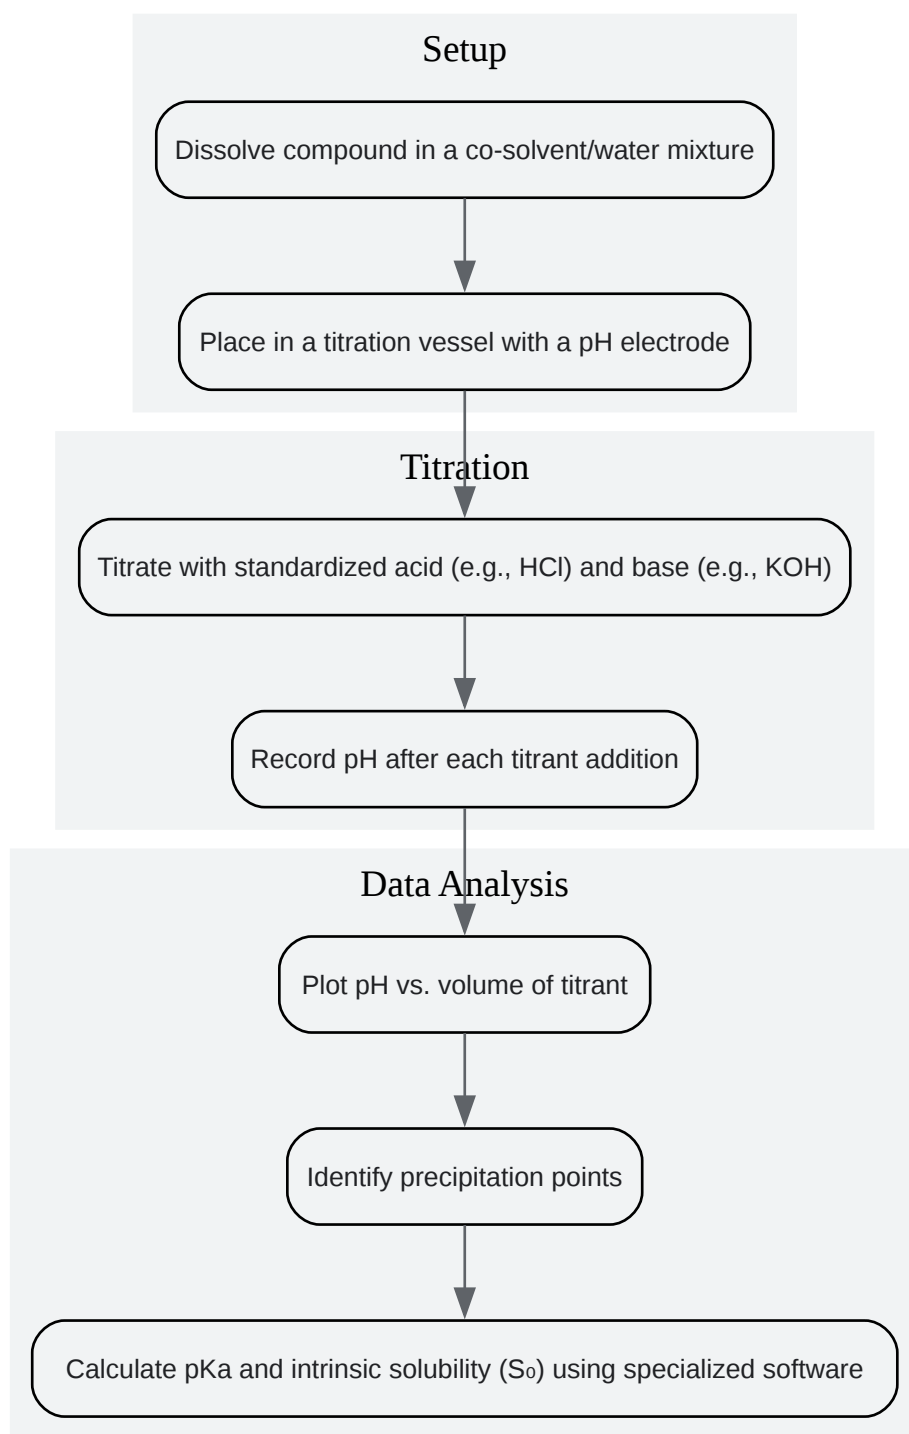 Setup
Dissolve compound in a co-solvent/water mixture
Place in a titration vessel with a pH electrode
Titration
Titrate with standardized acid (e.g., HCl) and base (e.g., KOH)
Record pH after each titrant addition
Data Analysis
Plot pH vs. volume of titrant
Identify precipitation points
Calculate pKa and intrinsic solubility (S₀) using specialized software